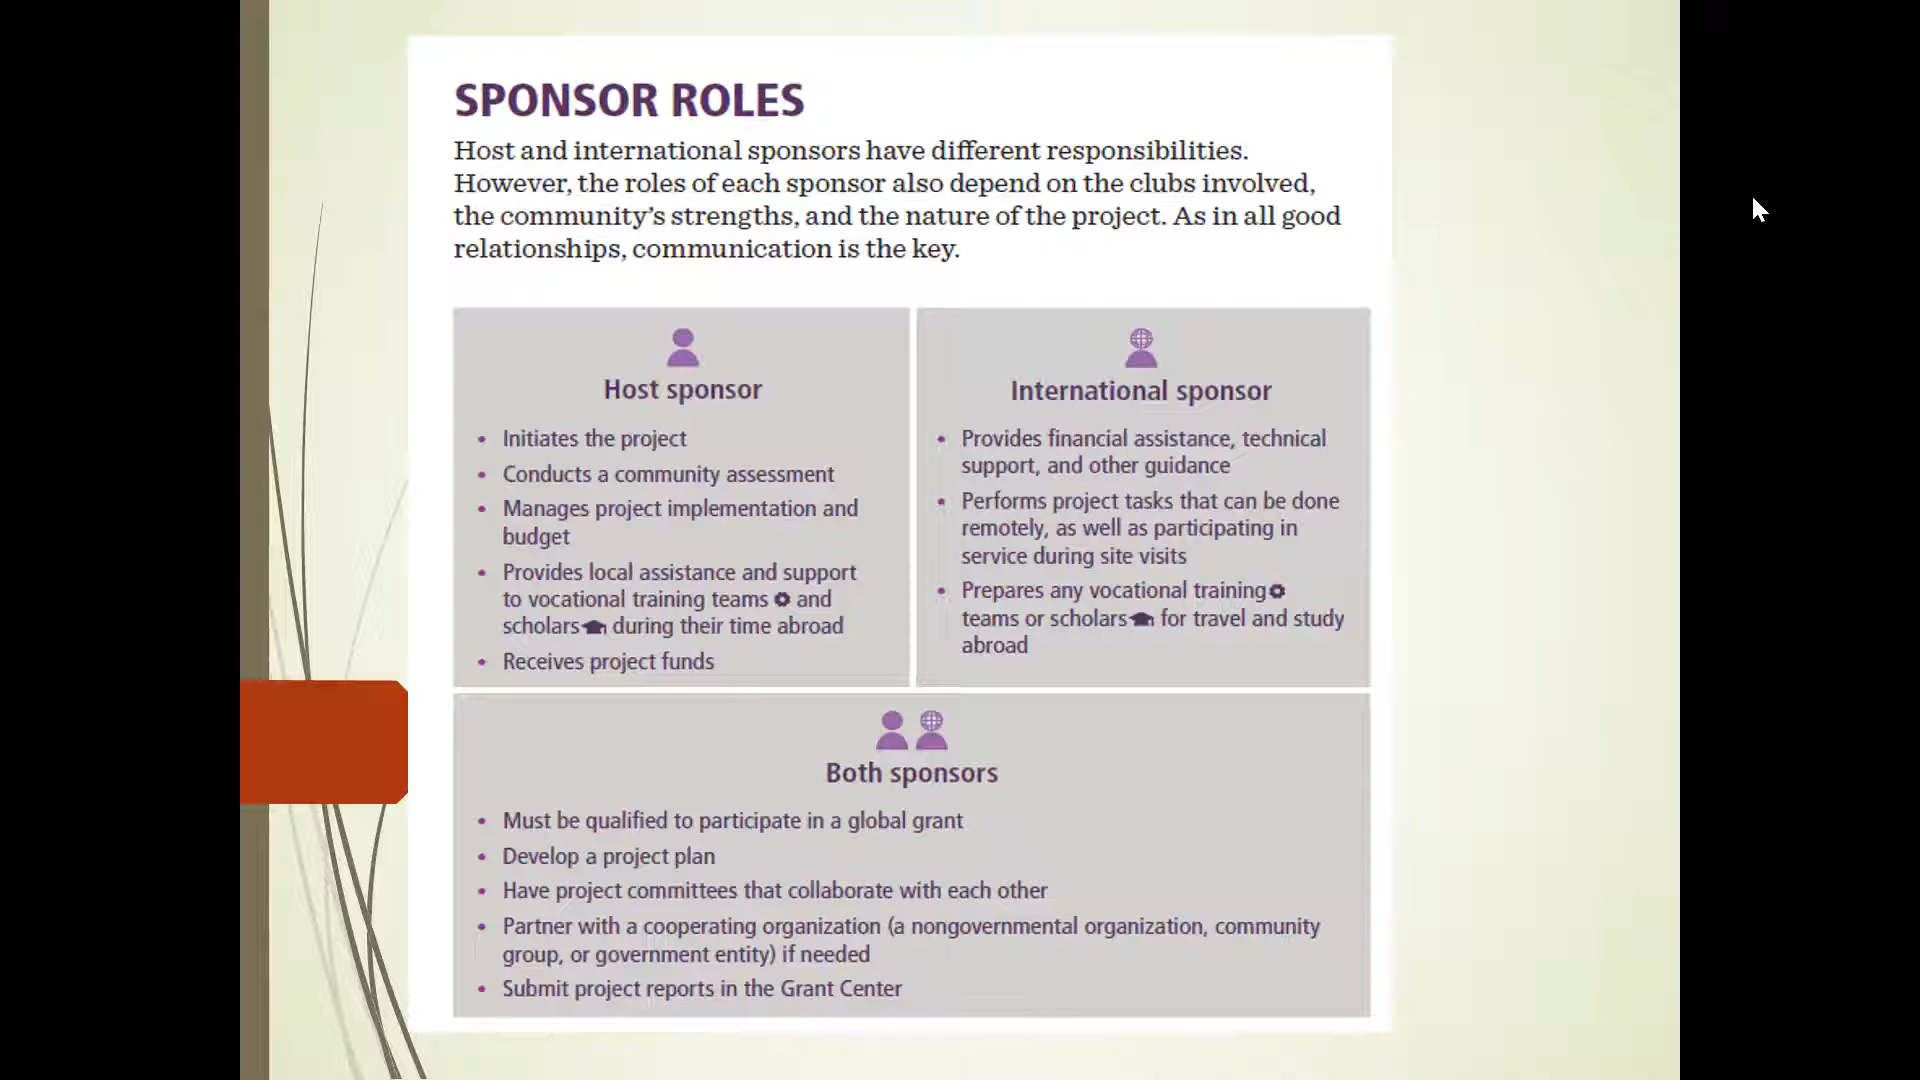 SPONSOR ROLES
Host and international sponsors have different responsibilities.
However, the roles of each sponsor also depend on the clubs involved,
the community's strengths, and the nature of the project. As in all good
relationships, communication is the key.
Host sponsor
• Initiates the project
• Conducts a community assessment
• Manages project implementation and
budget
• Provides local assistance and support
to vocational training teams and
scholars during their time abroad
• Receives project funds
International sponsor
• Provides financial assistance, technical
support, and other guidance
• Performs project tasks that can be done
remotely, as well as participating in
service during site visits
• Prepares any vocational training
teams or scholars for travel and study
abroad
Both sponsors
• Must be qualified to participate in a global grant
• Develop a project plan
• Have project committees that collaborate with each other
• Partner with a cooperating organization (a nongovernmental organization, community
group, or government entity) if needed
• Submit project reports in the Grant Center